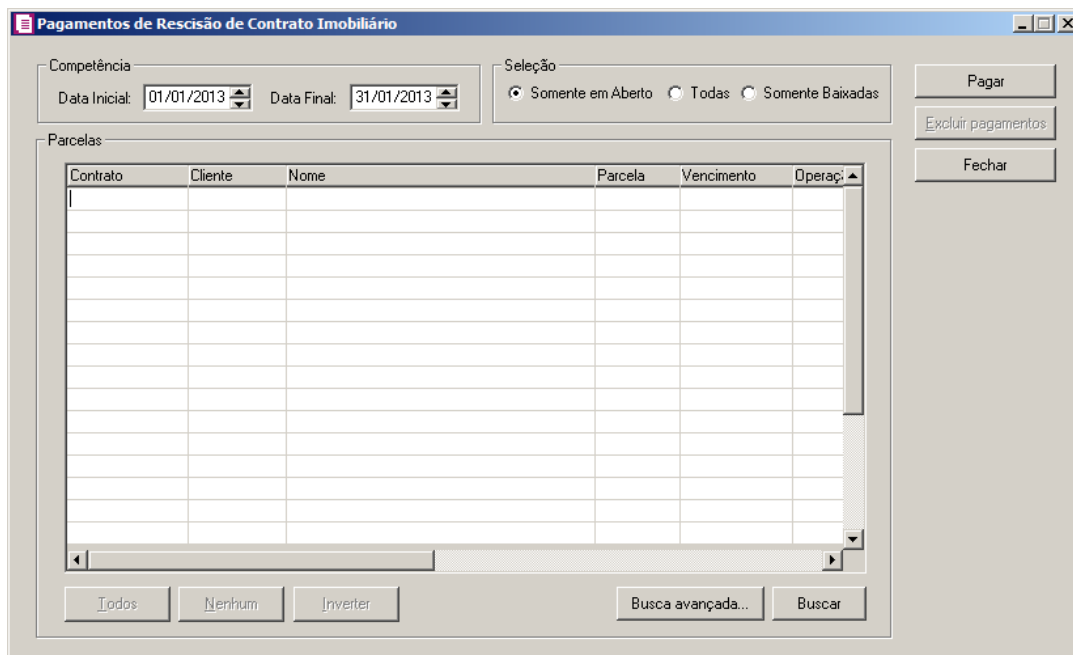 Pagamentos de Rescisão de Contrato Imobiliário
Competência
Data Inicial: 01/01/2013 Data Final: 31/01/2013
Seleção
Somente em Aberto Todas Somente Baixadas
Pagar
Excluir pagamentos
Fechar
Parcelas
Contrato Cliente Nome Parcela Vencimento Operaç
Todos Nenhum Inverter Busca avançada... Buscar